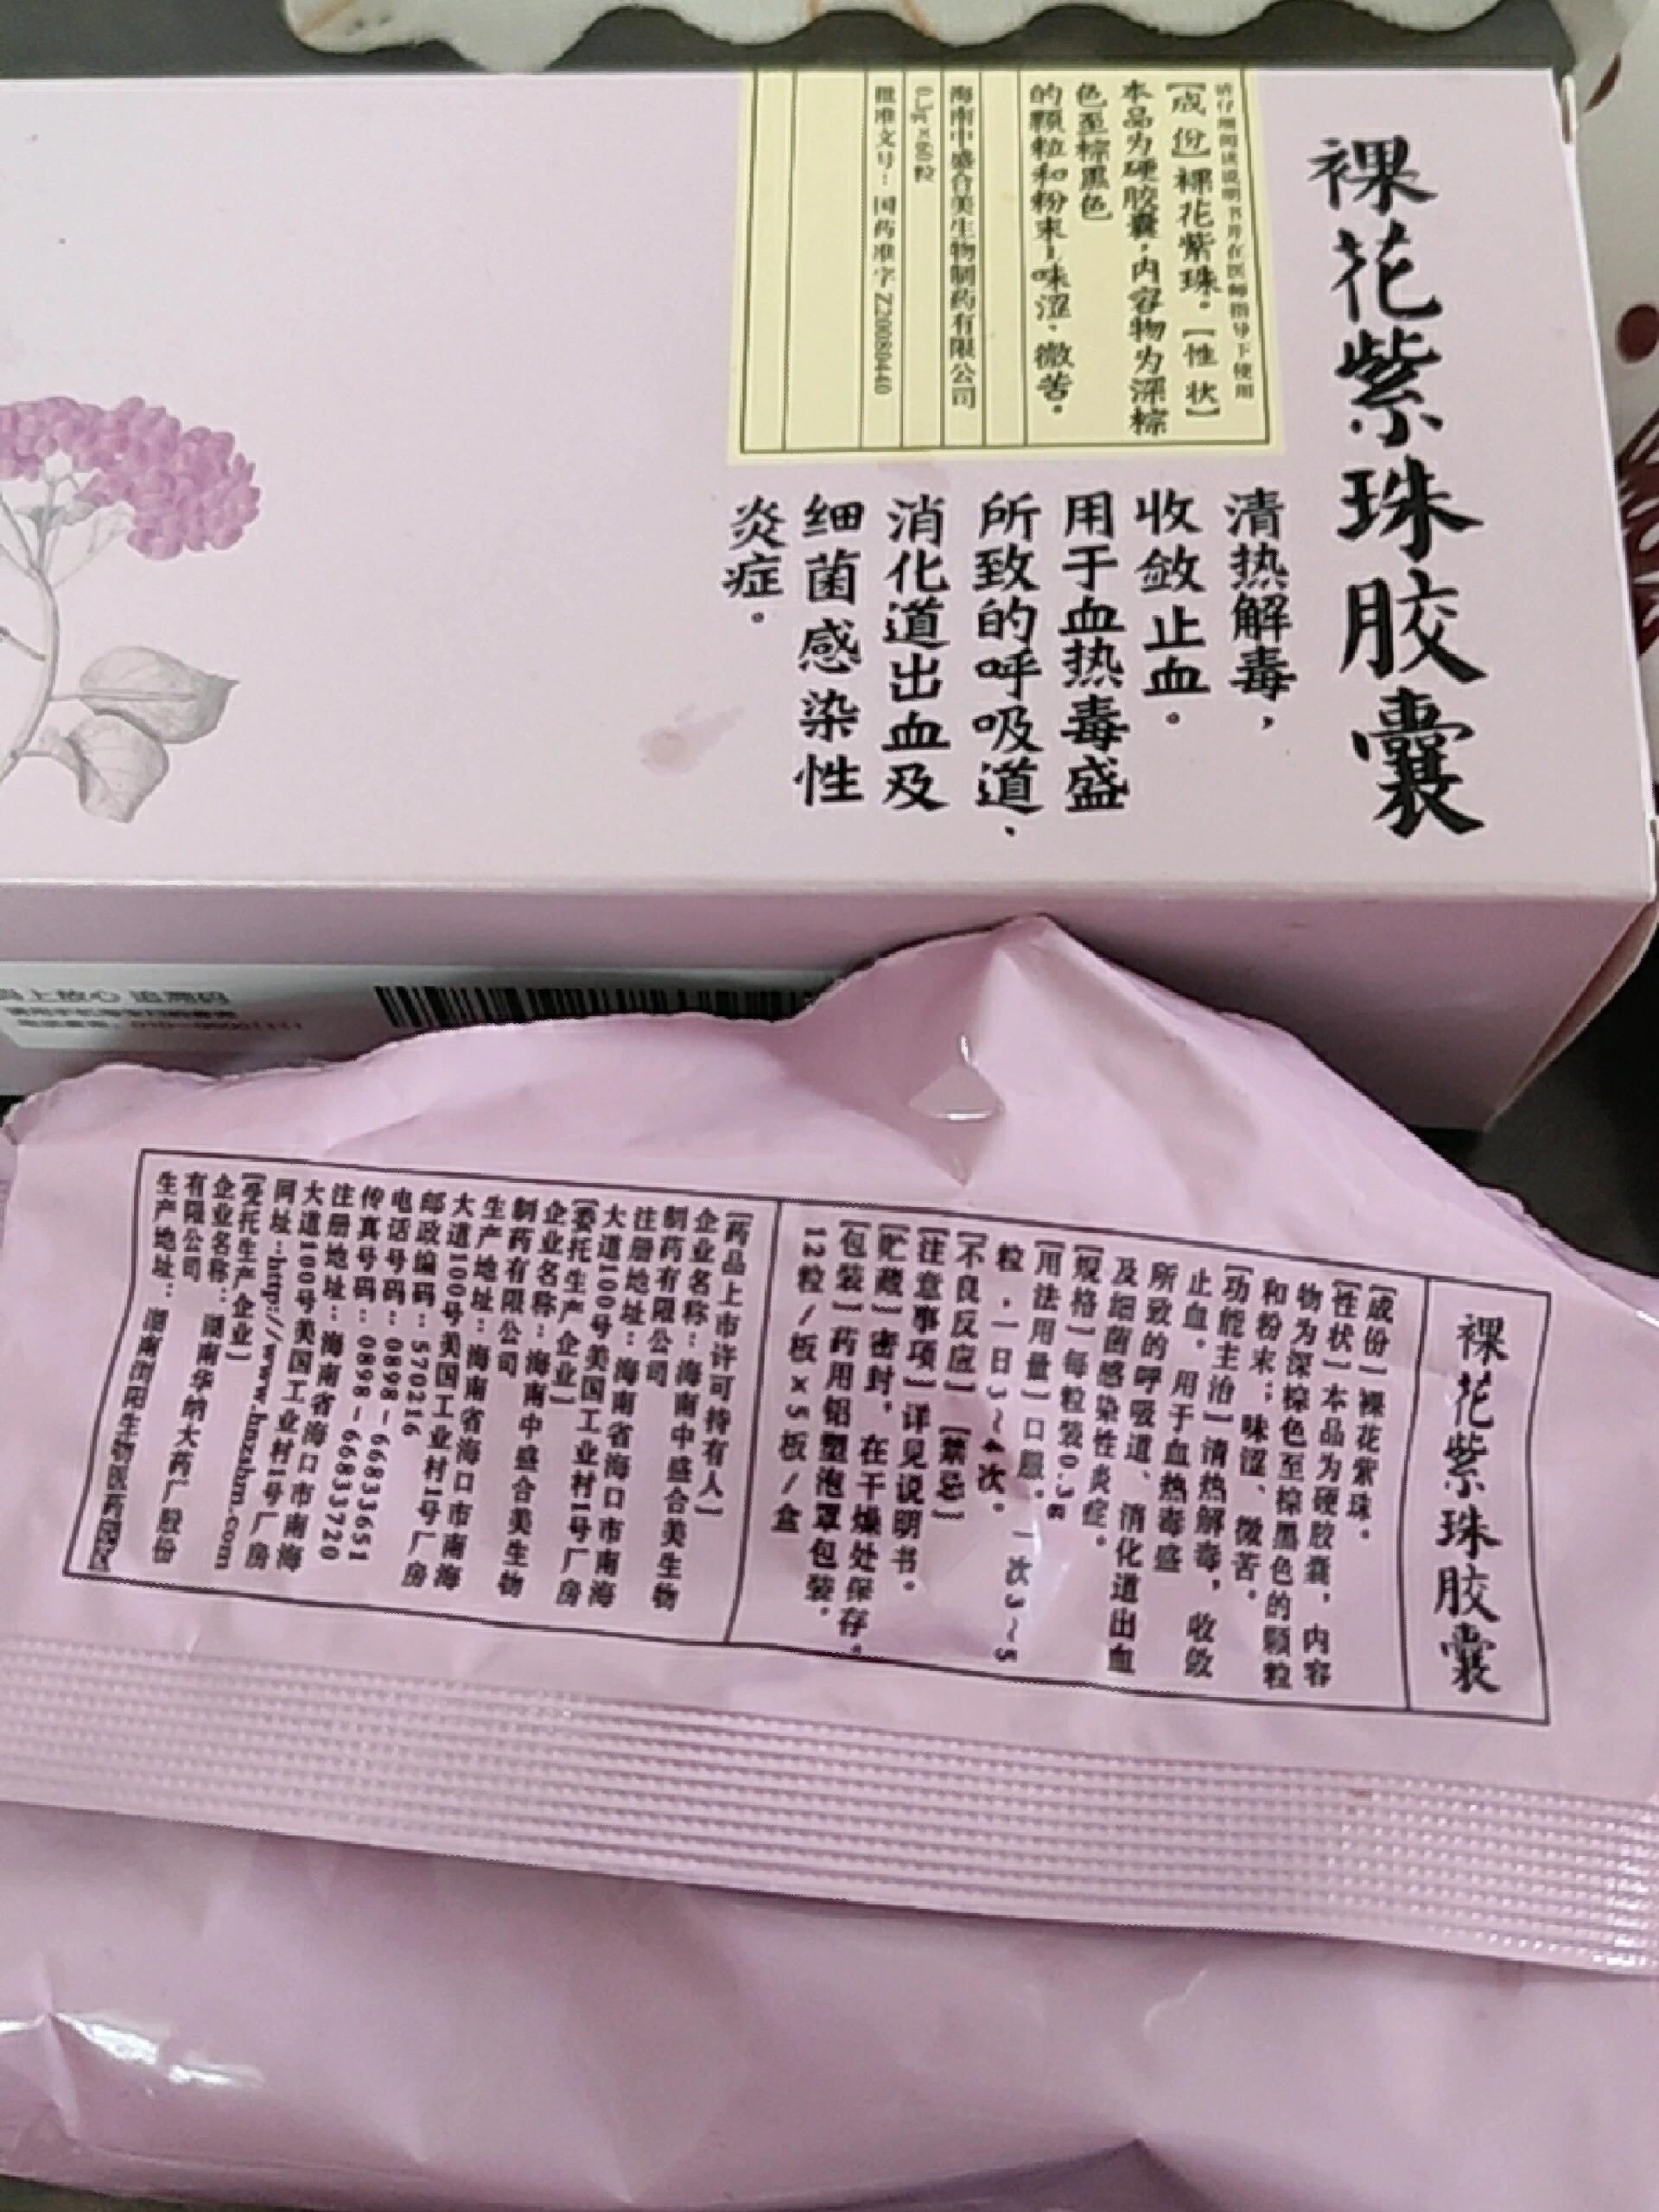 裸花紫珠胶囊
请仔细阅读说明书并在医师指导下使用
[成 份] 裸花紫珠。[性 状]
本品为硬胶囊,内容物为深棕
色至棕黑色
的颗粒和粉末;味涩、微苦。
海南中盛合美生物制药有限公司
0.3g×60粒
批准文号：国药准字Z20080440
清热解毒，
收敛止血。
用于血热毒盛
所致的呼吸道、
消化道出血及
细菌感染性
炎症。
码上放心 追溯码
裸花紫珠胶囊
[成份] 裸花紫珠。
[性状] 本品为硬胶囊，内容
物为深棕色至棕黑色的颗粒
和粉末；味涩、微苦。
[功能主治] 清热解毒，收敛
止血。用于血热毒盛
所致的呼吸道、消化道出血
及细菌感染性炎症。
[规格] 每粒装0.3g
[用法用量] 口服。一次3~5
粒，一日3~4次。
[不良反应] [禁忌]
[注意事项] 详见说明书。
[贮藏] 密封，在干燥处保存。
[包装] 药用铝塑泡罩包装，
12粒/板×5板/盒
[药品上市许可持有人]
企业名称：海南中盛合美生物
制药有限公司
注册地址：海南省海口市南海
大道100号美国工业村1号厂房
[委托生产企业]
企业名称：海南中盛合美生物
制药有限公司
生产地址：海南省海口市南海
大道100号美国工业村1号厂房
邮政编码：570216
电话号码：0898-66833651
传真号码：0898-66833720
注册地址：海南省海口市南海
大道100号美国工业村1号厂房
网址：http://www.hnzshm.com
[受托生产企业]
企业名称：湖南华纳大药厂股份
有限公司
生产地址：湖南浏阳生物医药园区